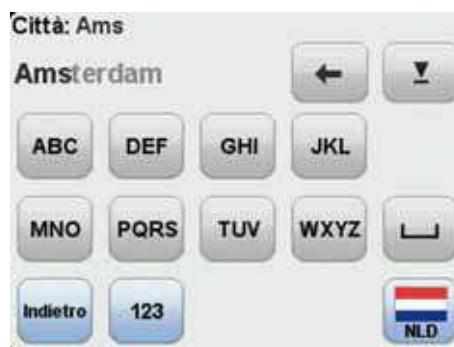 Città: Ams
Amsterdam
ABC DEF GHI JKL
MNO PQRS TUV WXYZ
Indietro 123 NLD